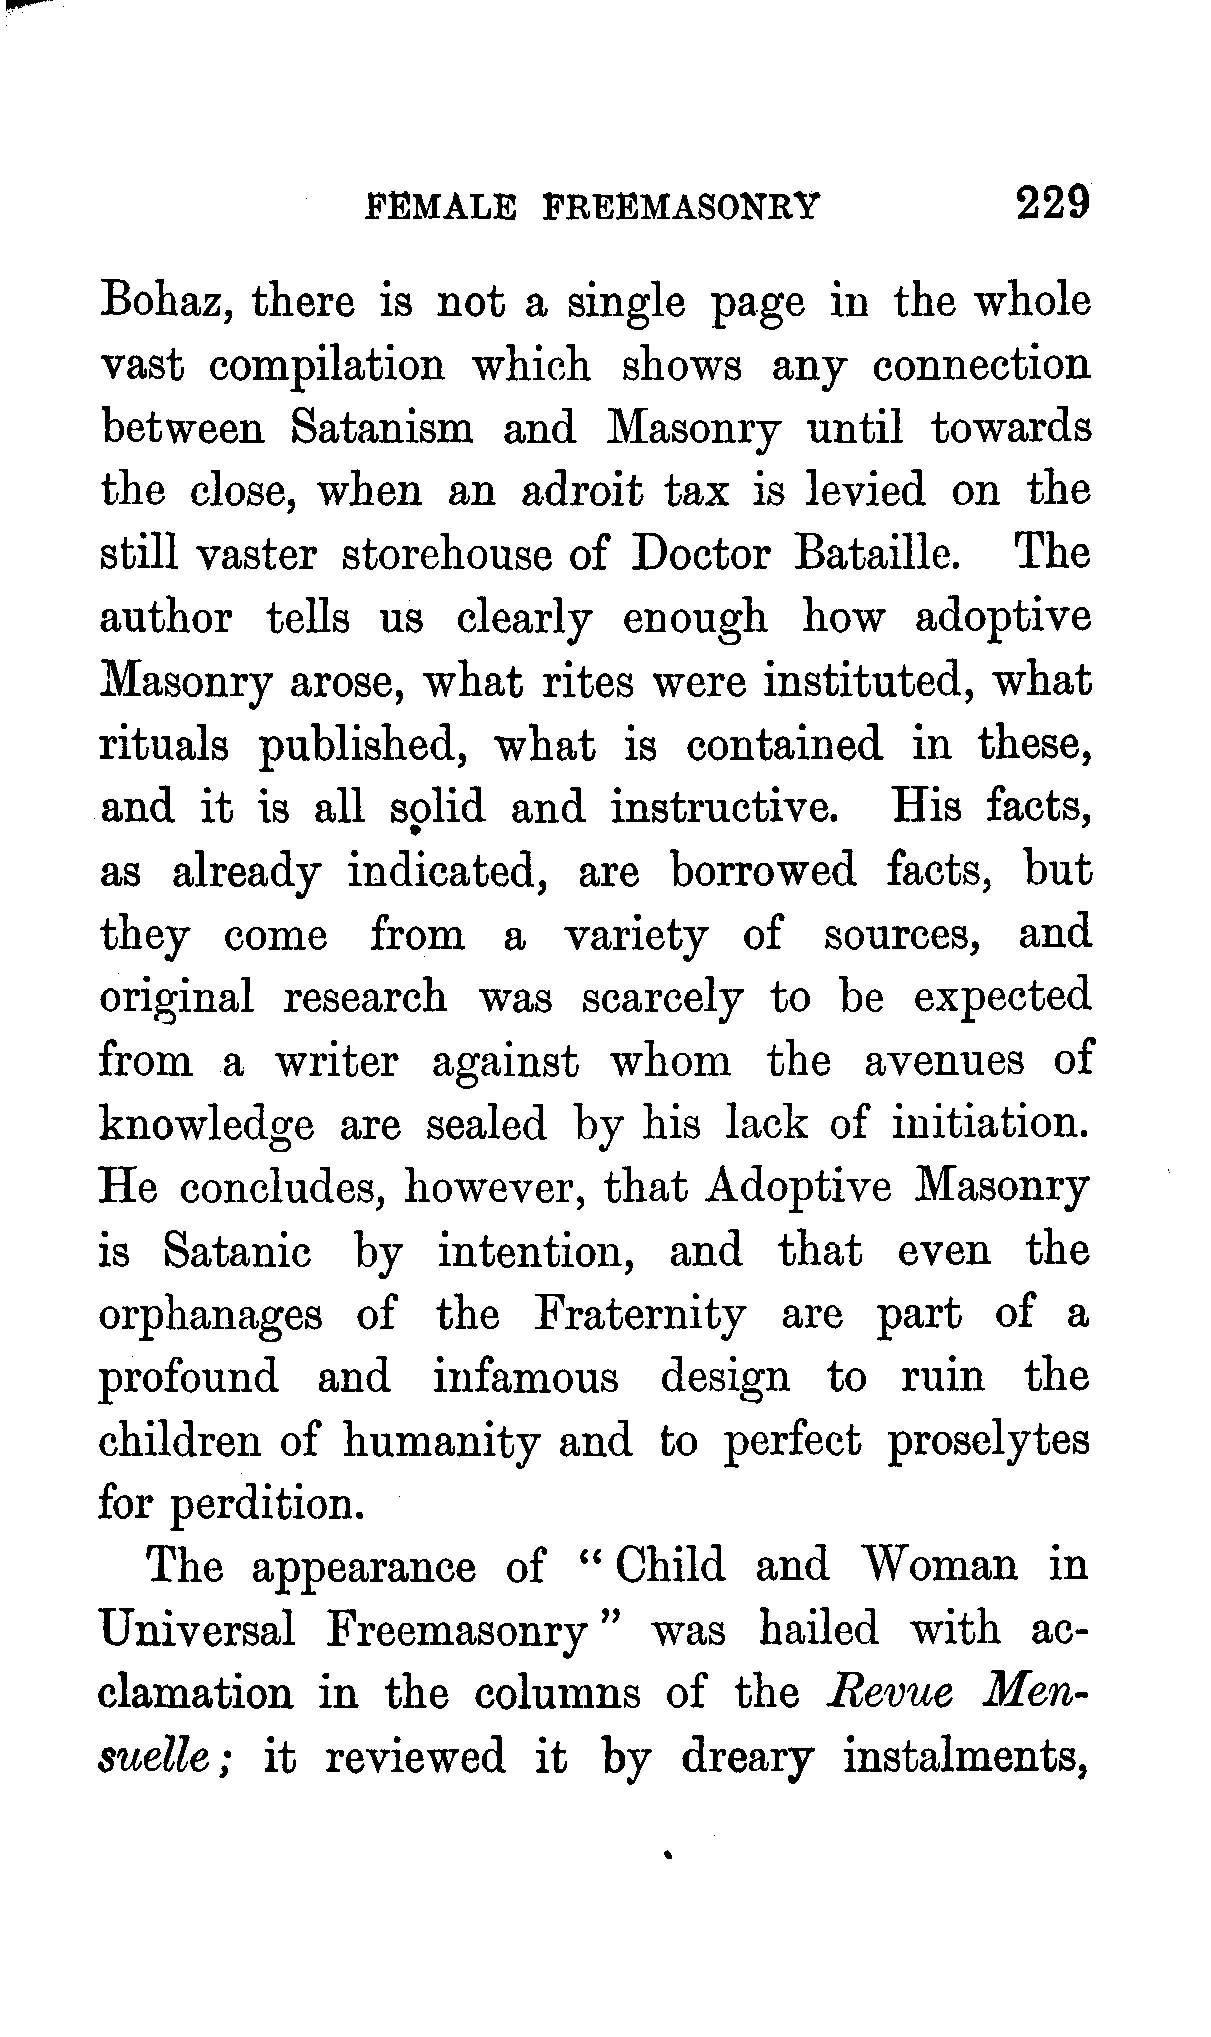 FEMALE FREEMASONRY 229
Bohaz, there is not a single page in the whole
vast compilation which shows any connection
between Satanism and Masonry until towards
the close, when an adroit tax is levied on the
still vaster storehouse of Doctor Bataille. The
author tells us clearly enough how adoptive
Masonry arose, what rites were instituted, what
rituals published, what is contained in these,
and it is all solid and instructive. His facts,
as already indicated, are borrowed facts, but
they come from a variety of sources, and
original research was scarcely to be expected
from a writer against whom the avenues of
knowledge are sealed by his lack of initiation.
He concludes, however, that Adoptive Masonry
is Satanic by intention, and that even the
orphanages of the Fraternity are part of a
profound and infamous design to ruin the
children of humanity and to perfect proselytes
for perdition.
The appearance of “ Child and Woman in
Universal Freemasonry ” was hailed with ac-
clamation in the columns of the Revue Men-
suelle ; it reviewed it by dreary instalments,